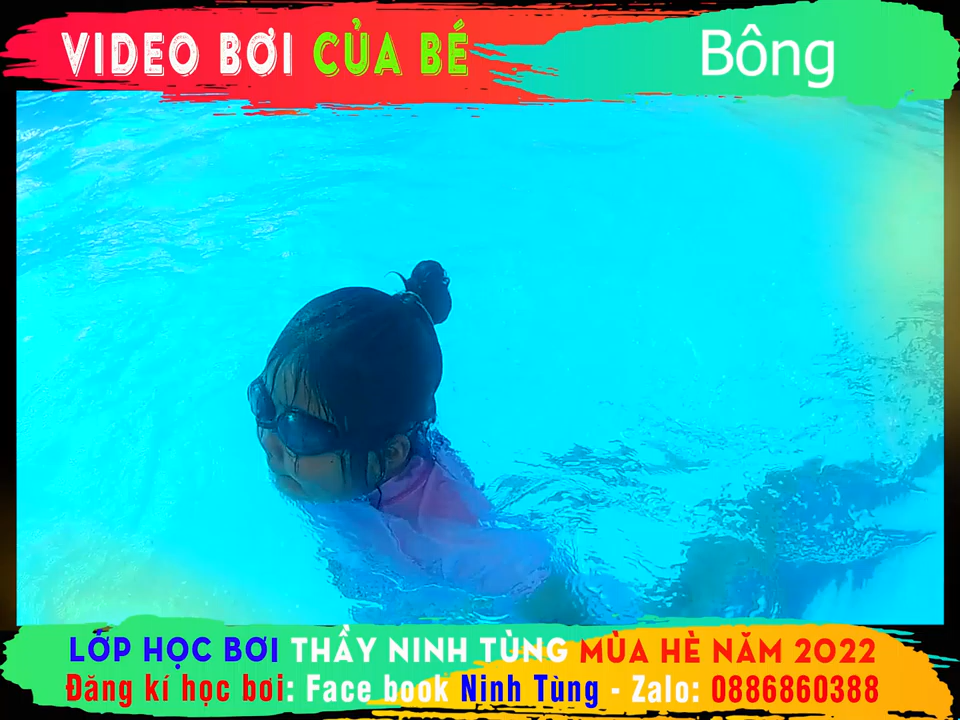 VIDEO BƠI CỦA BÉ Bông
LỚP HỌC BƠI THẦY NINH TÙNG MÙA HÈ NĂM 2022
Đăng kí học bơi: Face book Ninh Tùng - Zalo: 0886860388